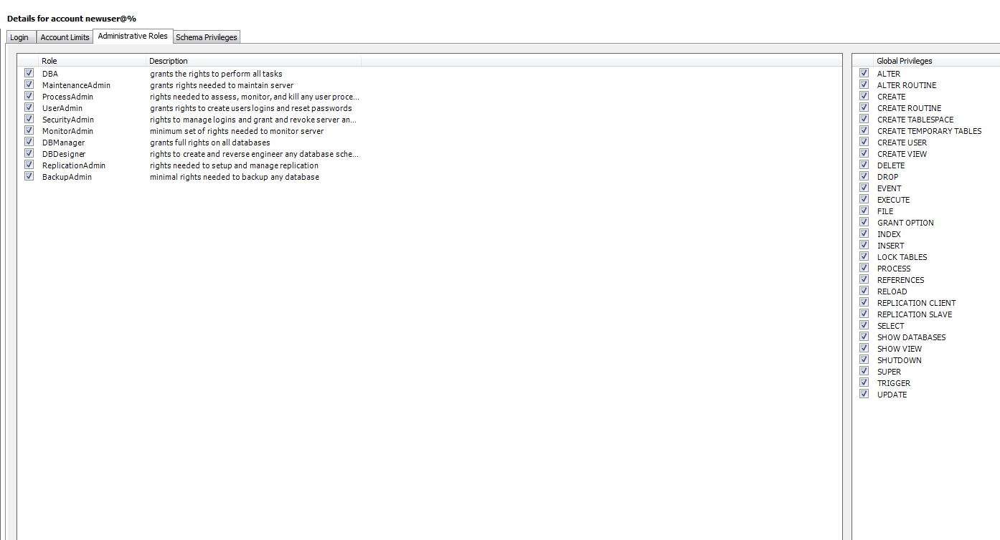 Details for account newuser@%
Login Account Limits Administrative Roles Schema Privileges
Role Description
DBA grants the rights to perform all tasks
MaintenanceAdmin grants rights needed to maintain server
ProcessAdmin rights needed to assess, monitor, and kill any user proce...
UserAdmin grants rights to create users logins and reset passwords
SecurityAdmin rights to manage logins and grant and revoke server an...
MonitorAdmin minimum set of rights needed to monitor server
DBManager grants full rights on all databases
DBDesigner rights to create and reverse engineer any database sche...
ReplicationAdmin rights needed to setup and manage replication
BackupAdmin minimal rights needed to backup any database
Global Privileges
ALTER
ALTER ROUTINE
CREATE
CREATE ROUTINE
CREATE TABLESPACE
CREATE TEMPORARY TABLES
CREATE USER
CREATE VIEW
DELETE
DROP
EVENT
EXECUTE
FILE
GRANT OPTION
INDEX
INSERT
LOCK TABLES
PROCESS
REFERENCES
RELOAD
REPLICATION CLIENT
REPLICATION SLAVE
SELECT
SHOW DATABASES
SHOW VIEW
SHUTDOWN
SUPER
TRIGGER
UPDATE